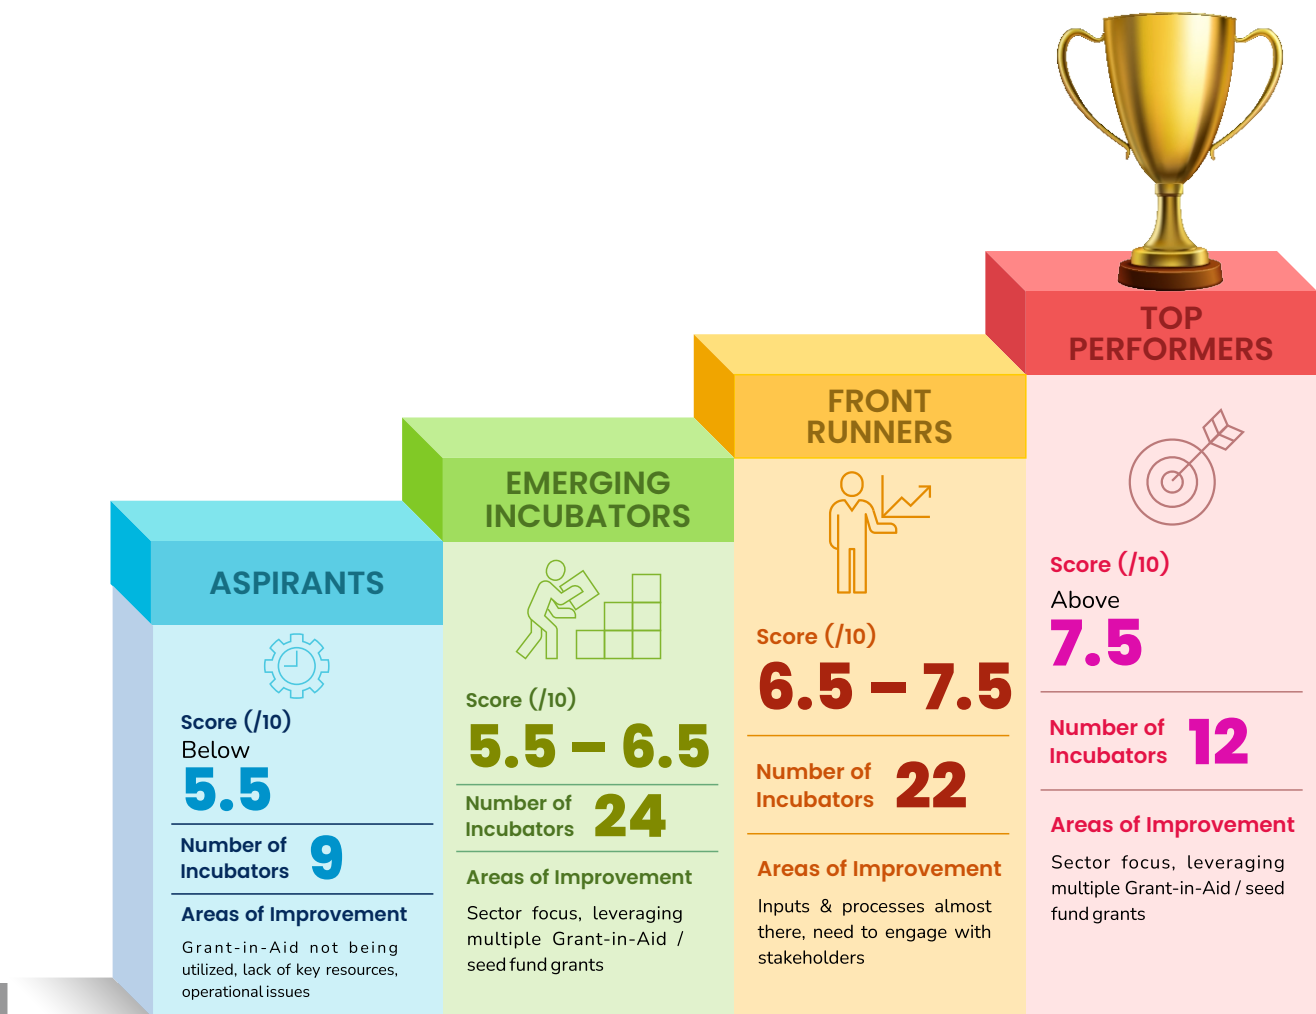 ASPIRANTS
Score (/10)
Below
5.5
Number of
Incubators
9
Areas of Improvement
Grant-in-Aid not being
utilized, lack of key resources,
operational issues
EMERGING
INCUBATORS
Score (/10)
5.5 – 6.5
Number of
Incubators
24
Areas of Improvement
Sector focus, leveraging
multiple Grant-in-Aid /
seed fund grants
FRONT
RUNNERS
Score (/10)
6.5 – 7.5
Number of
Incubators
22
Areas of Improvement
Inputs & processes almost
there, need to engage with
stakeholders
TOP
PERFORMERS
Score (/10)
Above
7.5
Number of
Incubators
12
Areas of Improvement
Sector focus, leveraging
multiple Grant-in-Aid / seed
fund grants